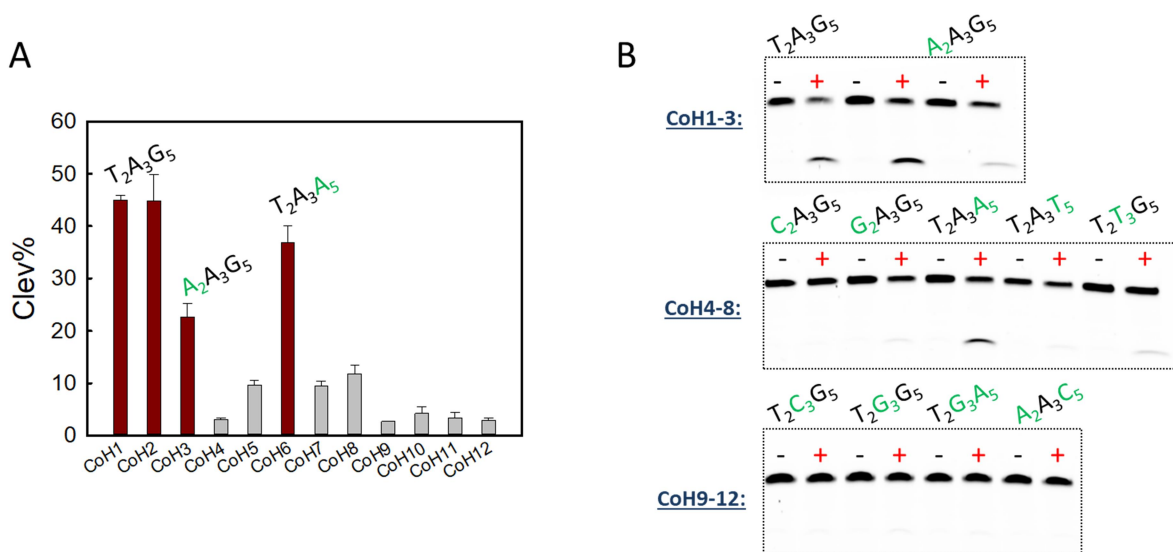 A
60
50
40
30
20
10
0
Clev%
T₂A₃G₅
A₂A₃G₅
T₂A₃A₅
CoH1 CoH2 CoH3 CoH4 CoH5 CoH6 CoH7 CoH8 CoH9 CoH10 CoH11 CoH12
B
T₂A₃G₅ A₂A₃G₅
- + - + - +
CoH1-3:
C₂A₃G₅ G₂A₃G₅ T₂A₃A₅ T₂A₃T₅ T₂T₃G₅
- + - + - + - + - +
CoH4-8:
T₂C₃G₅ T₂G₃G₅ T₂G₃A₅ A₂A₃C₅
- + - + - + - +
CoH9-12: